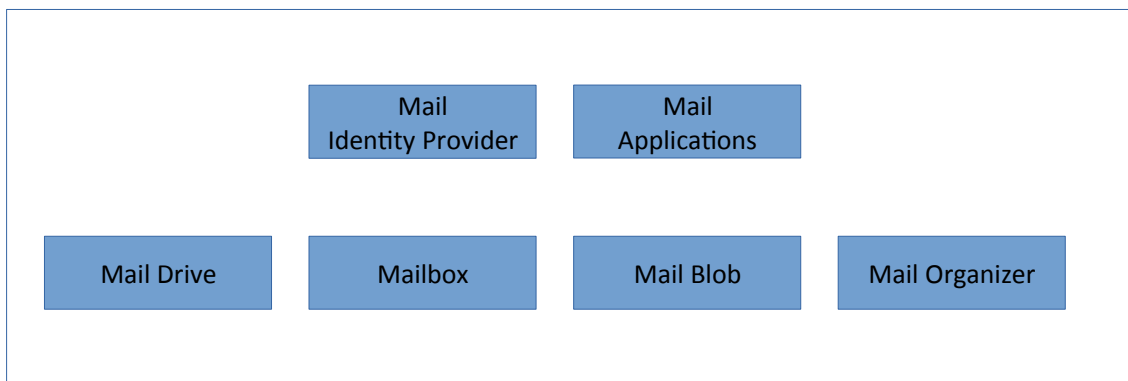 Mail
Identity Provider
Mail
Applications
Mail Drive
Mailbox
Mail Blob
Mail Organizer